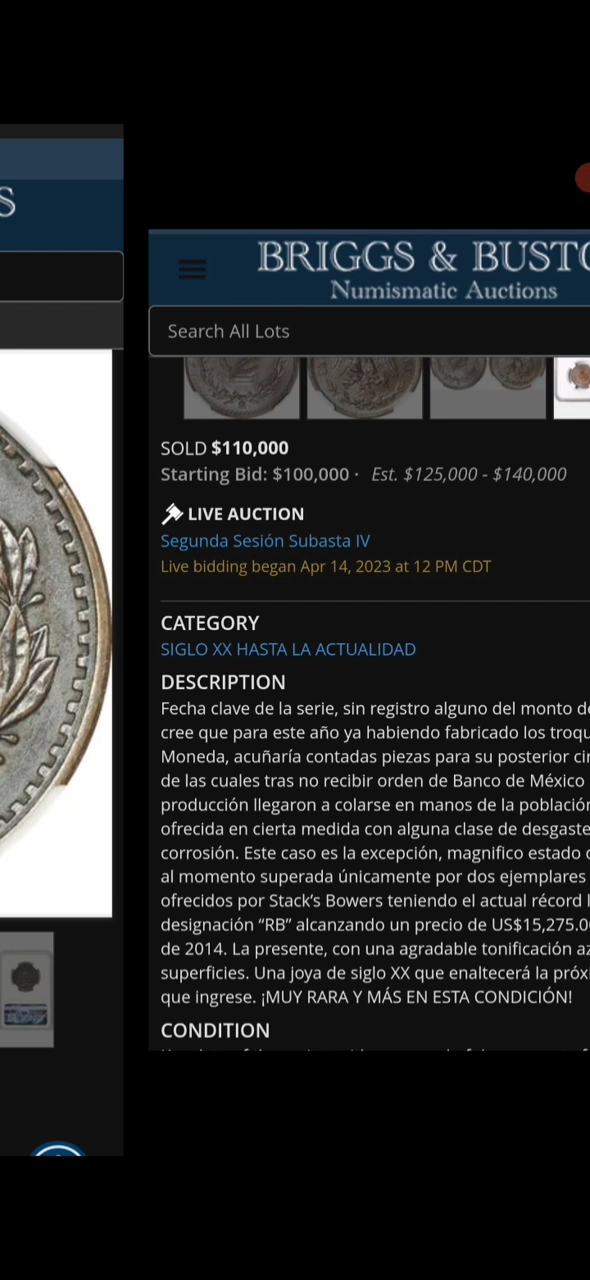 S
BRIGGS & BUSTO
Numismatic Auctions
Search All Lots
SOLD $110,000
Starting Bid: $100,000 · Est. $125,000 - $140,000
LIVE AUCTION
Segunda Sesión Subasta IV
Live bidding began Apr 14, 2023 at 12 PM CDT
CATEGORY
SIGLO XX HASTA LA ACTUALIDAD
DESCRIPTION
Fecha clave de la serie, sin registro alguno del monto d
cree que para este año ya habiendo fabricado los troqu
Moneda, acuñaría contadas piezas para su posterior cir
de las cuales tras no recibir orden de Banco de México
producción llegaron a colarse en manos de la población
ofrecida en cierta medida con alguna clase de desgaste
corrosión. Este caso es la excepción, magnifico estado
al momento superada únicamente por dos ejemplares
ofrecidos por Stack's Bowers teniendo el actual récord l
designación “RB” alcanzando un precio de US$15,275.0
de 2014. La presente, con una agradable tonificación az
superficies. Una joya de siglo XX que enaltecerá la próxi
que ingrese. ¡MUY RARA Y MÁS EN ESTA CONDICIÓN!
CONDITION